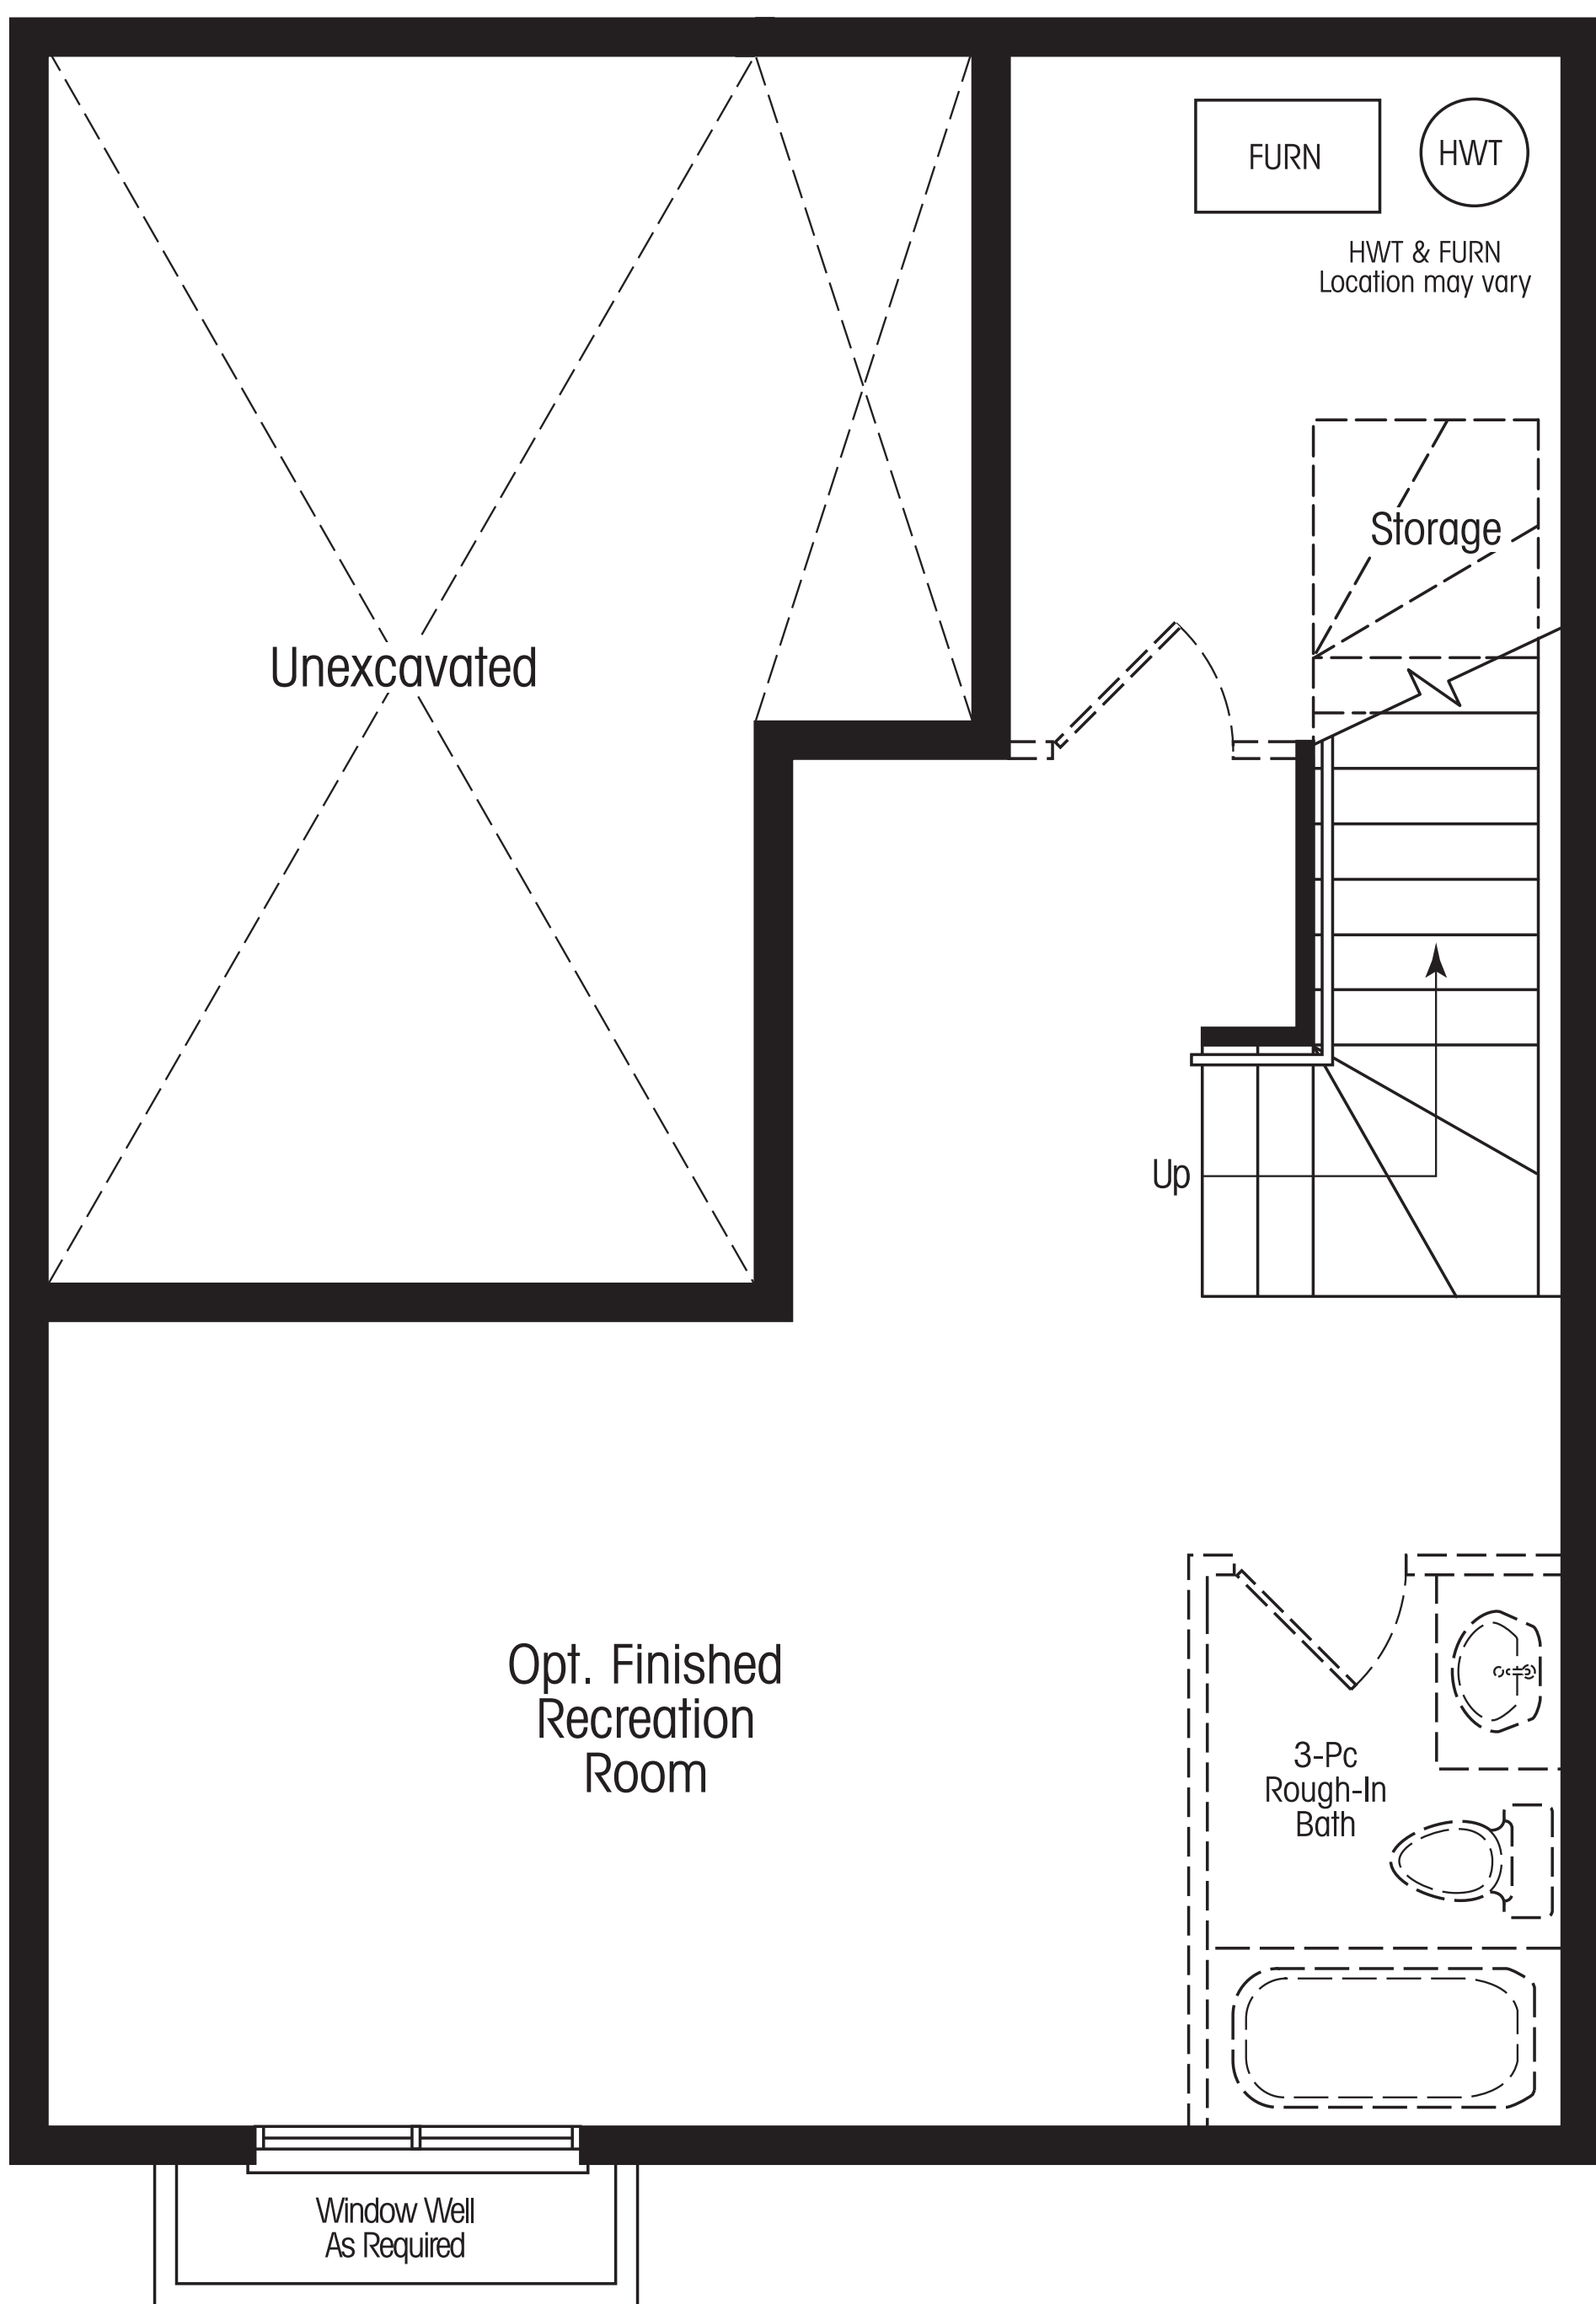 FURN
HWT
HWT & FURN
Location may vary
Storage
Unexcavated
Up
Opt. Finished
Recreation
Room
3-Pc
Rough-In
Bath
Window Well
As Required